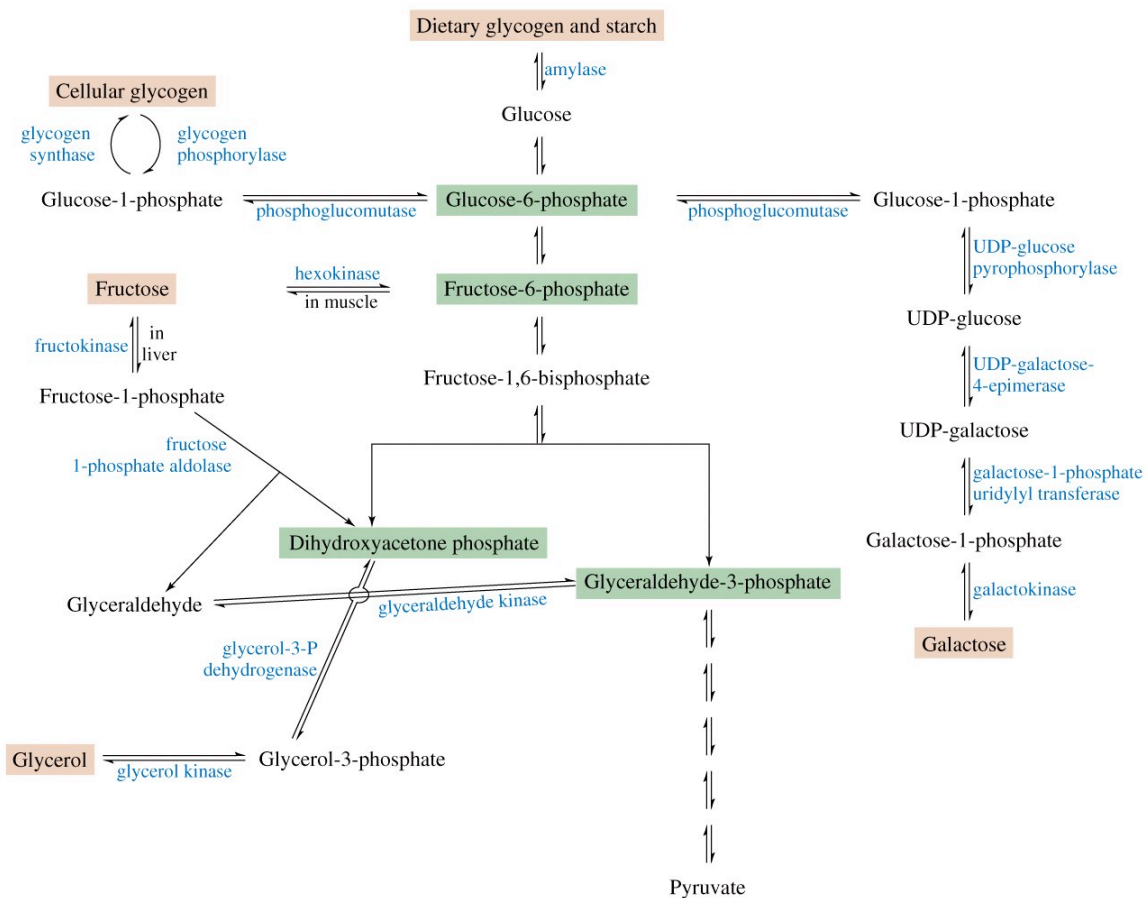 Dietary glycogen and starch
amylase
Cellular glycogen
Glucose
glycogen
synthase
glycogen
phosphorylase
Glucose-1-phosphate
phosphoglucomutase
Glucose-6-phosphate
phosphoglucomutase
Glucose-1-phosphate
UDP-glucose
pyrophosphorylase
Fructose
hexokinase
in muscle
Fructose-6-phosphate
UDP-glucose
fructokinase
in
liver
UDP-galactose-
4-epimerase
Fructose-1-phosphate
Fructose-1,6-bisphosphate
UDP-galactose
fructose
1-phosphate aldolase
galactose-1-phosphate
uridylyl transferase
Dihydroxyacetone phosphate
Galactose-1-phosphate
Glyceraldehyde
glyceraldehyde kinase
Glyceraldehyde-3-phosphate
galactokinase
Galactose
glycerol-3-P
dehydrogenase
Glycerol
glycerol kinase
Glycerol-3-phosphate
Pyruvate